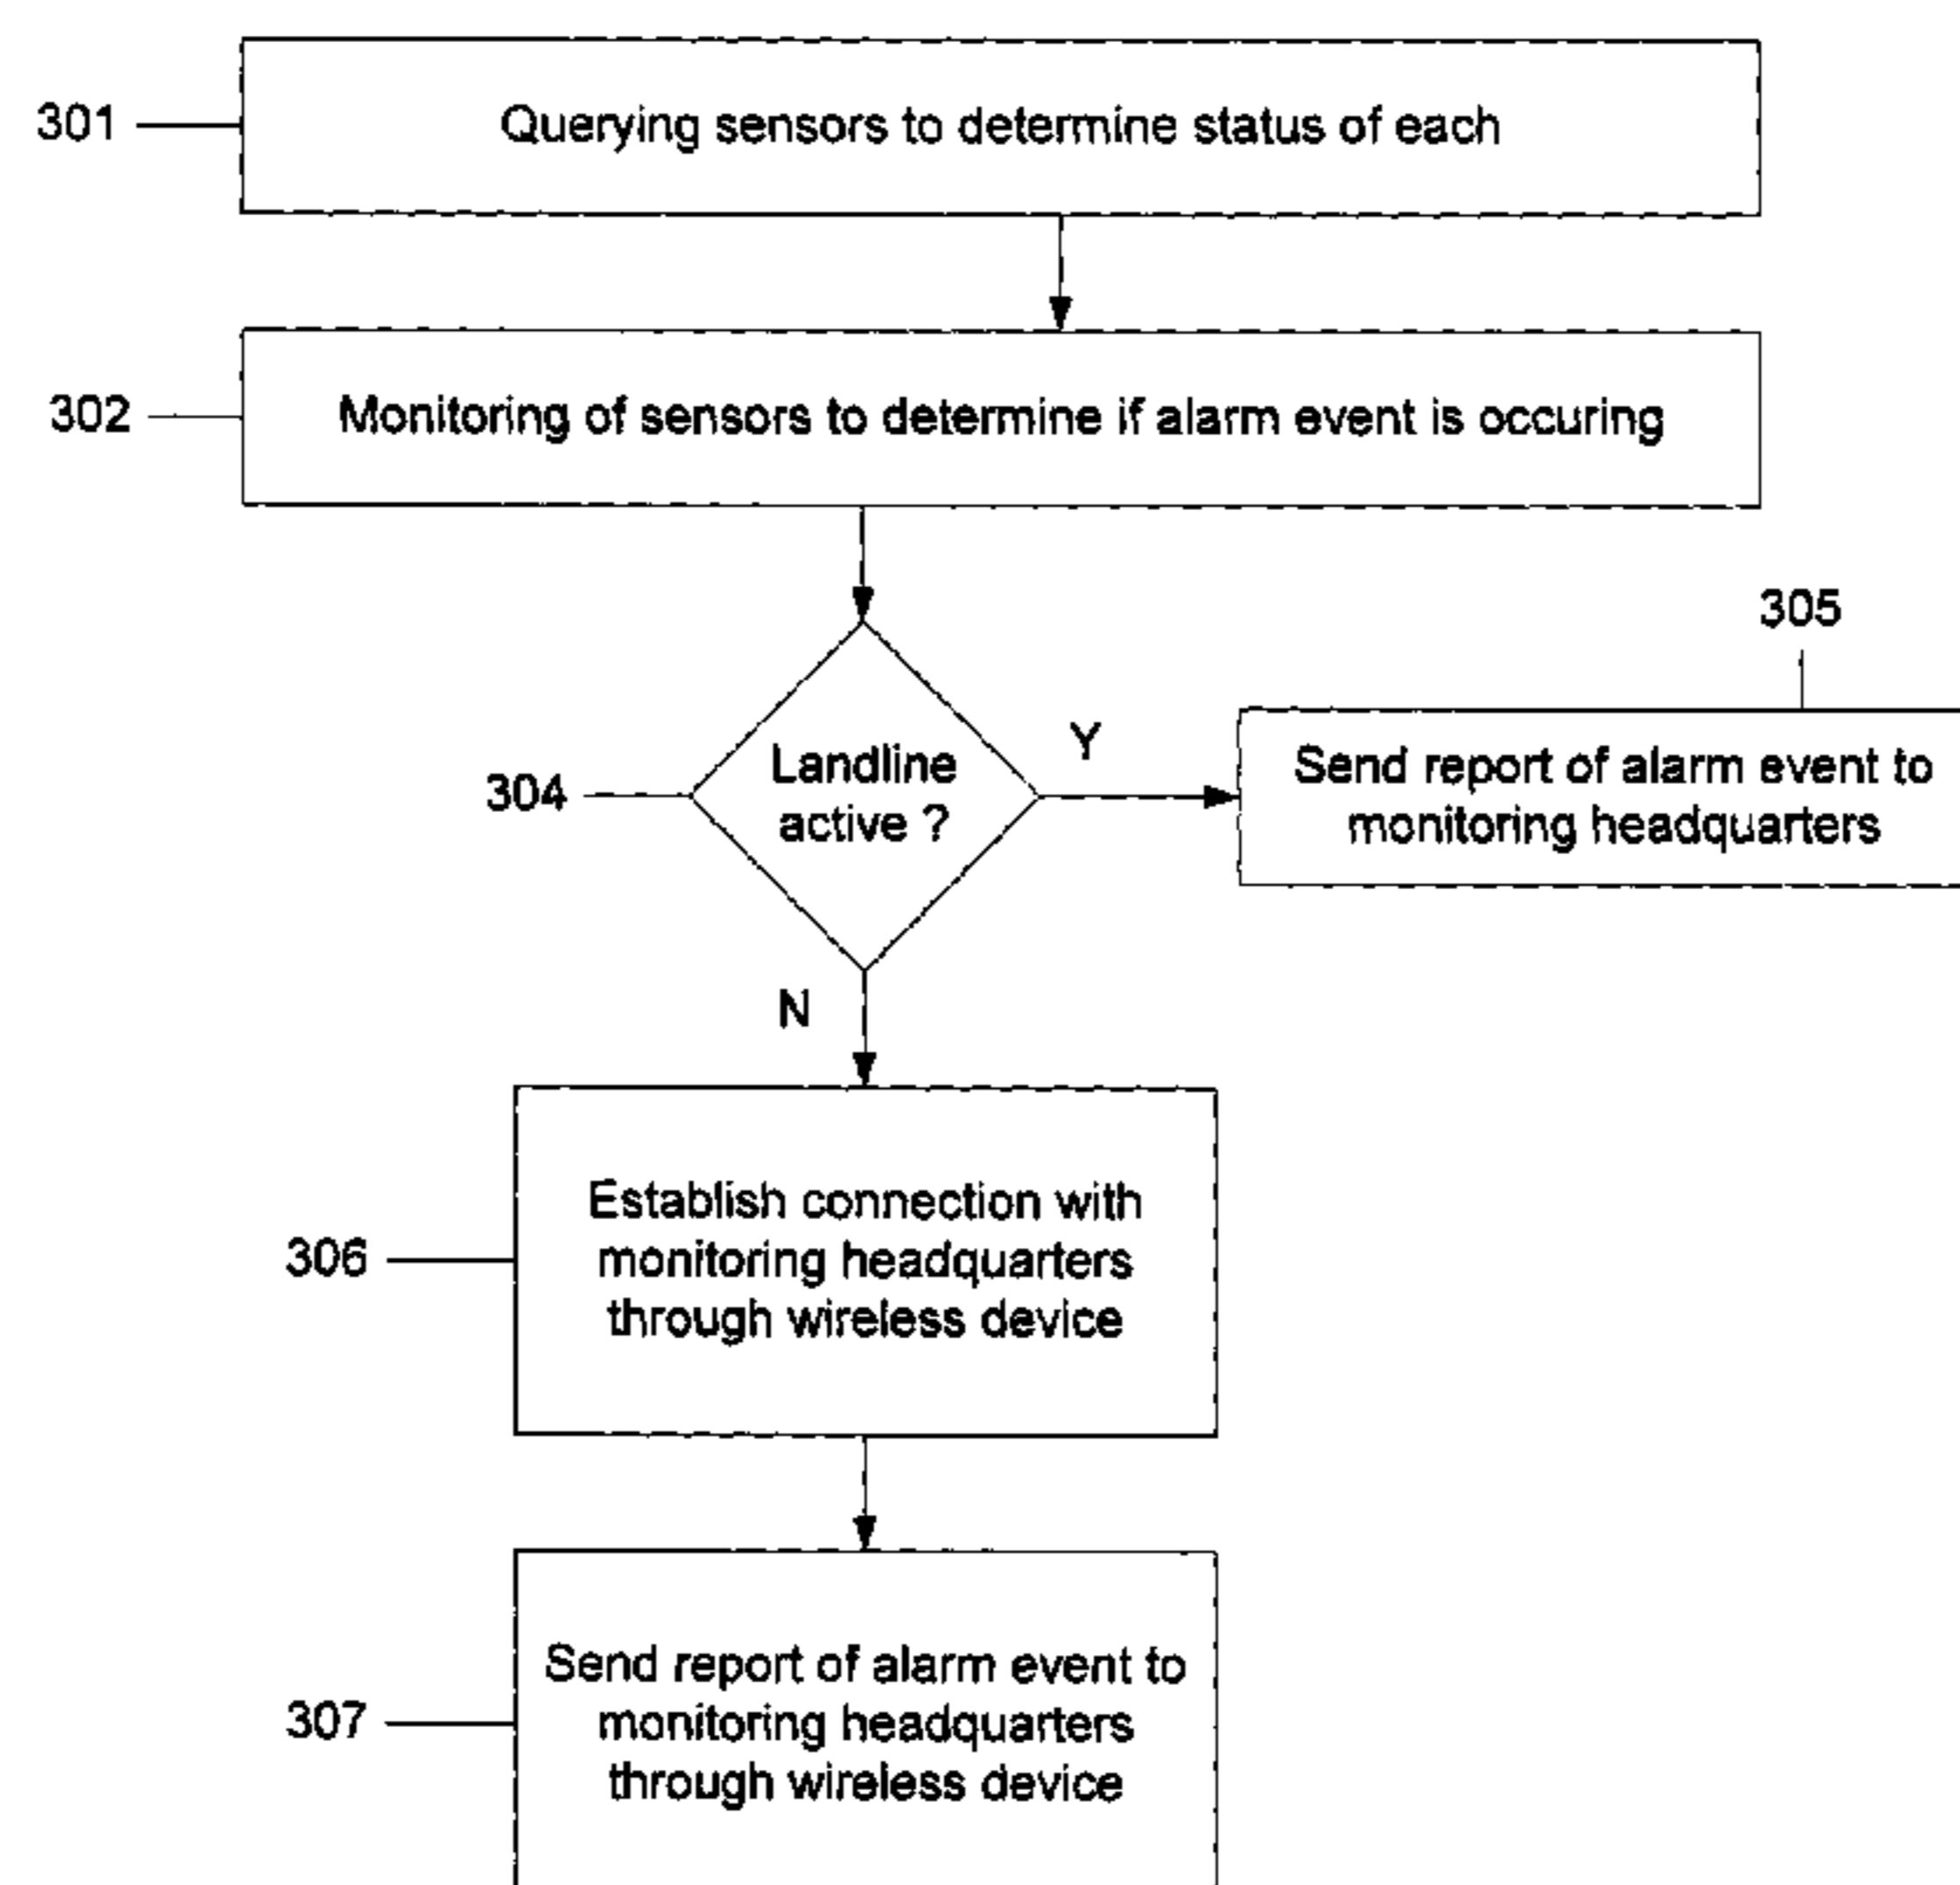 301
Querying sensors to determine status of each
302
Monitoring of sensors to determine if alarm event is occuring
305
304
Landline
active ?
Y
Send report of alarm event to
monitoring headquarters
N
306
Establish connection with
monitoring headquarters
through wireless device
307
Send report of alarm event to
monitoring headquarters
through wireless device